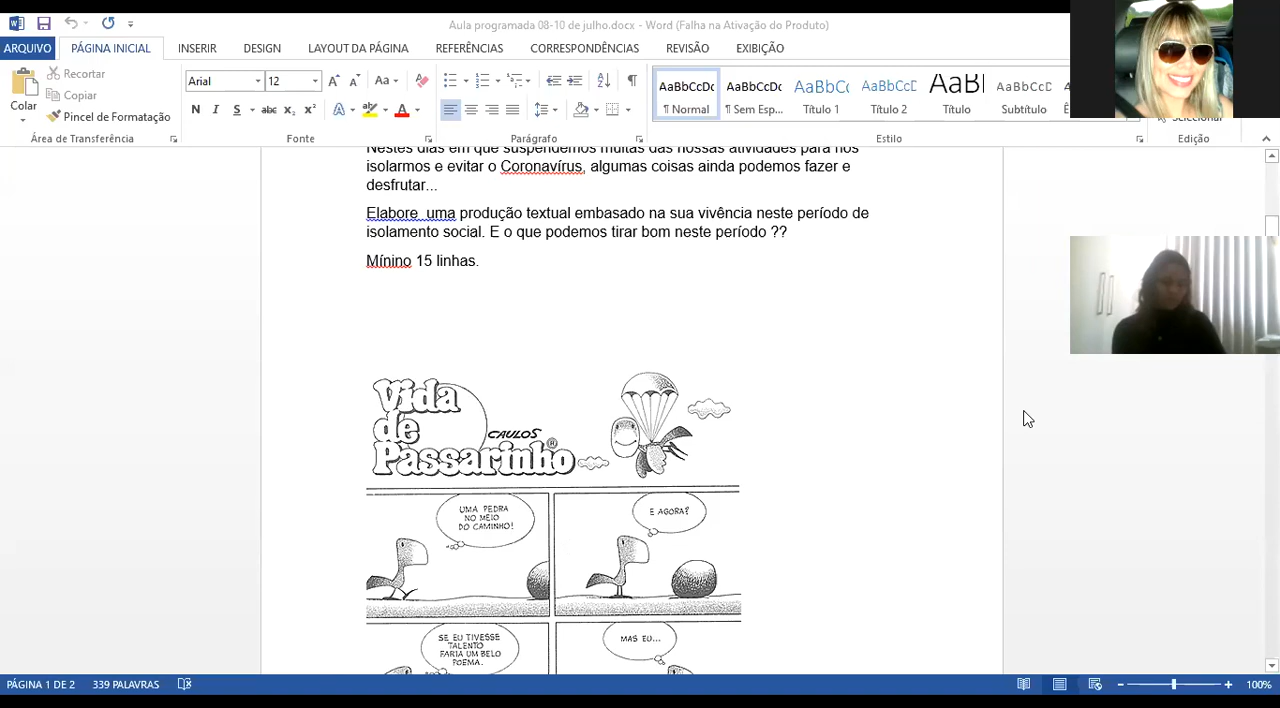 Aula programada 08-10 de julho.docx - Word (Falha na Ativação do Produto)
ARQUIVO PÁGINA INICIAL INSERIR DESIGN LAYOUT DA PÁGINA REFERÊNCIAS CORRESPONDÊNCIAS REVISÃO EXIBIÇÃO
Colar
Recortar
Copiar
Pincel de Formatação
Área de Transferência
Arial 12
N I S abc x₂ x²
Fonte
Parágrafo
AaBbCcDc AaBbCcDc AaBbCc AaBbCcD AaBl AaBbCcD
¶ Normal ¶ Sem Esp... Título 1 Título 2 Título Subtítulo
Estilo
Selecionar
Edição
Nestes dias em que suspendemos muitas das nossas atividades para nos
isolarmos e evitar o Coronavírus, algumas coisas ainda podemos fazer e
desfrutar...
Elabore uma produção textual embasado na sua vivência neste período de
isolamento social. E o que podemos tirar bom neste período ??
Mínino 15 linhas.
Vida
de
Passarinho
CAULOS
UMA PEDRA
NO MEIO
DO CAMINHO!
E AGORA?
SE EU TIVESSE
TALENTO
FARIA UM BELO
POEMA.
MAS EU...
PÁGINA 1 DE 2 339 PALAVRAS 100%